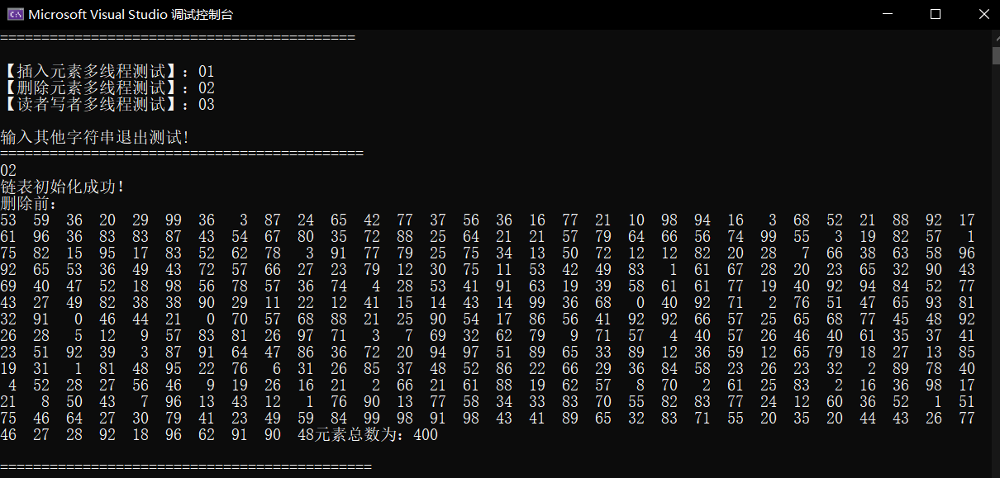 Microsoft Visual Studio 调试控制台
===========================================
【插入元素多线程测试】：01
【删除元素多线程测试】：02
【读者写者多线程测试】：03
输入其他字符串退出测试!
============================================
02
链表初始化成功!
删除前:
53 59 36 20 29 99 36 3 87 24 65 42 77 37 56 36 16 77 21 10 98 94 16 3 68 52 21 88 92 17
61 96 36 83 83 87 43 54 67 80 35 72 88 25 64 21 21 57 79 64 66 56 74 99 55 3 19 82 57 1
75 82 15 95 17 83 52 62 78 3 91 77 79 25 75 34 13 50 72 12 12 82 20 28 7 66 38 63 58 96
92 65 53 36 49 43 72 57 66 27 23 79 12 30 75 11 53 42 49 83 1 61 67 28 20 23 65 32 90 43
69 40 47 52 18 98 56 78 57 36 74 4 28 53 41 91 63 19 39 58 61 61 77 19 40 92 94 84 52 77
43 27 49 82 38 38 90 29 11 22 12 41 15 14 43 14 99 36 68 0 40 92 71 2 76 51 47 65 93 81
32 91 0 46 44 21 0 70 57 68 88 21 25 90 54 17 86 56 41 92 92 66 57 25 65 68 77 45 48 92
26 28 5 12 9 57 83 81 26 97 71 3 7 69 32 62 79 9 71 57 4 40 57 26 46 40 61 35 37 41
23 51 92 39 3 87 91 64 47 86 36 72 20 94 97 51 89 65 33 89 12 36 59 12 65 79 18 27 13 85
19 31 1 81 48 95 22 76 6 31 26 85 37 48 52 86 22 66 29 36 84 58 23 26 23 32 2 89 78 40
4 52 28 27 56 46 9 19 26 16 21 2 66 21 61 88 19 62 57 8 70 2 61 25 83 2 16 36 98 17
21 8 50 43 7 96 13 43 12 1 76 90 13 77 58 34 33 83 70 55 82 83 77 24 12 60 36 52 1 51
75 46 64 27 30 79 41 23 49 59 84 99 98 91 98 43 41 89 65 32 83 71 55 20 35 20 44 43 26 77
46 27 28 92 18 96 62 91 90 48元素总数为：400
=============================================